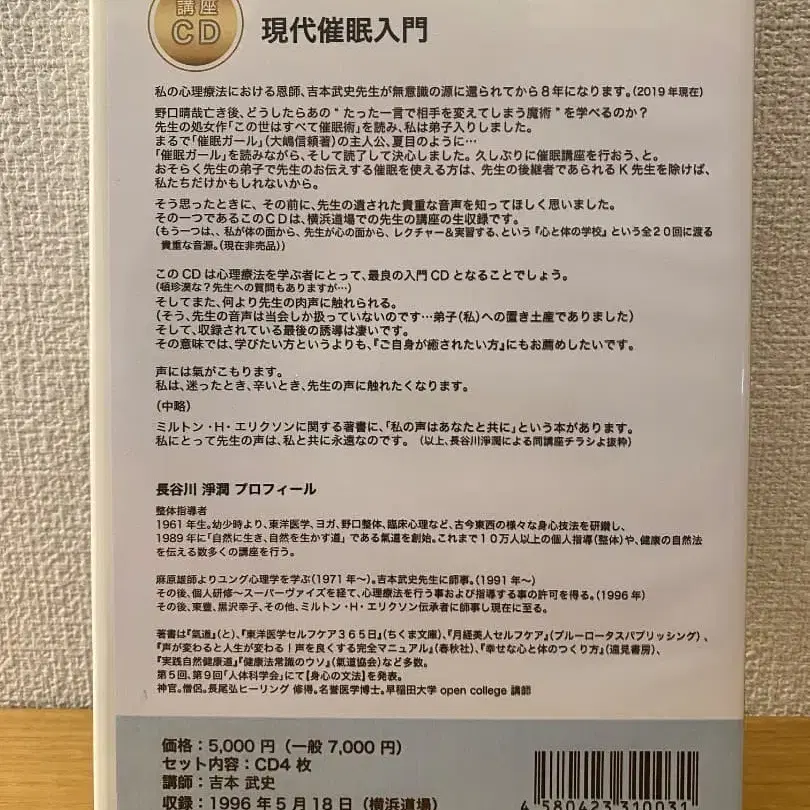 講座
CD
現代催眠入門
私の心理療法における恩師、吉本武史先生が無意識の源に還られてから8年になります。(2019年現在)
野口晴哉亡き後、どうしたらあの"たった一言で相手を変えてしまう魔術"を学べるのか?
先生の処女作「この世はすべて催眠術」を読み、私は弟子入りしました。
まるで「催眠ガール」(大嶋信頼著)の主人公、夏目のように…
「催眠ガール」を読みながら、そして読了して決心しました。久しぶりに催眠講座を行おう、と。
おそらく先生の弟子で先生のお伝えする催眠を使える方は、先生の後継者であられるK先生を除けば、
私たちだけかもしれないから。
そう思ったときに、その前に、先生の遺された貴重な音声を知ってほしく思いました。
その一つであるこのCDは、横浜道場での先生の講座の生収録です。
(もう一つは、、私が体の面から、先生が心の面から、レクチャー&実習する、という『心と体の学校』という全20回に渡る
貴重な音源。(現在非売品))
このCDは心理療法を学ぶ者にとって、最良の入門CDとなることでしょう。
(頓珍漢な?先生への質問もありますが…)
そしてまた、何より先生の肉声に触れられる。
(そう、先生の音声は当会しか扱っていないのです…弟子(私)への置き土産でありました)
そして、収録されている最後の誘導は凄いです。
その意味では、学びたい方というよりも、『ご自身が癒されたい方』にもお薦めしたいです。
声には氣がこもります。
私は、迷ったとき、辛いとき、先生の声に触れたくなります。
(中略)
ミルトン・H・エリクソンに関する著書に、「私の声はあなたと共に」という本があります。
私にとって先生の声は、私と共に永遠なのです。(以上、長谷川淨潤による同講座チラシよ抜粋)
長谷川 淨潤 プロフィール
整体指導者
1961年生。幼少時より、東洋医学、ヨガ、野口整体、臨床心理など、古今東西の様々な身心技法を研鑽し、
1989年に「自然に生き、自然を生かす道」である氣道を創始。これまで10万人以上の個人指導(整体)や、健康の自然法
を伝える数多くの講座を行う。
麻原雄師よりユング心理学を学ぶ(1971年~)。吉本武史先生に師事。(1991年~)
その後、個人研修~スーパーヴァイズを経て、心理療法を行う事および指導する事の許可を得る。(1996年)
その後、東豊、黒沢幸子、その他、ミルトン・H・エリクソン伝承者に師事し現在に至る。
著書は『氣道』(と)、『東洋医学セルフケア365日』(ちくま文庫)、『月経美人セルフケア』(ブルーロータスパブリッシング)、
『声が変わると人生が変わる!声を良くする完全マニュアル』(春秋社)、『幸せな心と体のつくり方』(遠見書房)、
『実践自然健康道』『健康法常識のウソ』(氣道協会)など多数。
第5回、第9回「人体科学会」にて【身心の文法】を発表。
神官。僧侶。長尾弘ヒーリング 修得。名誉医学博士。早稲田大学 open college 講師
価格:5,000円(一般7,000円)
セット内容:CD4枚
講師:吉本 武史
収録:1996年5月18日(横浜道場)
4 580423 310031